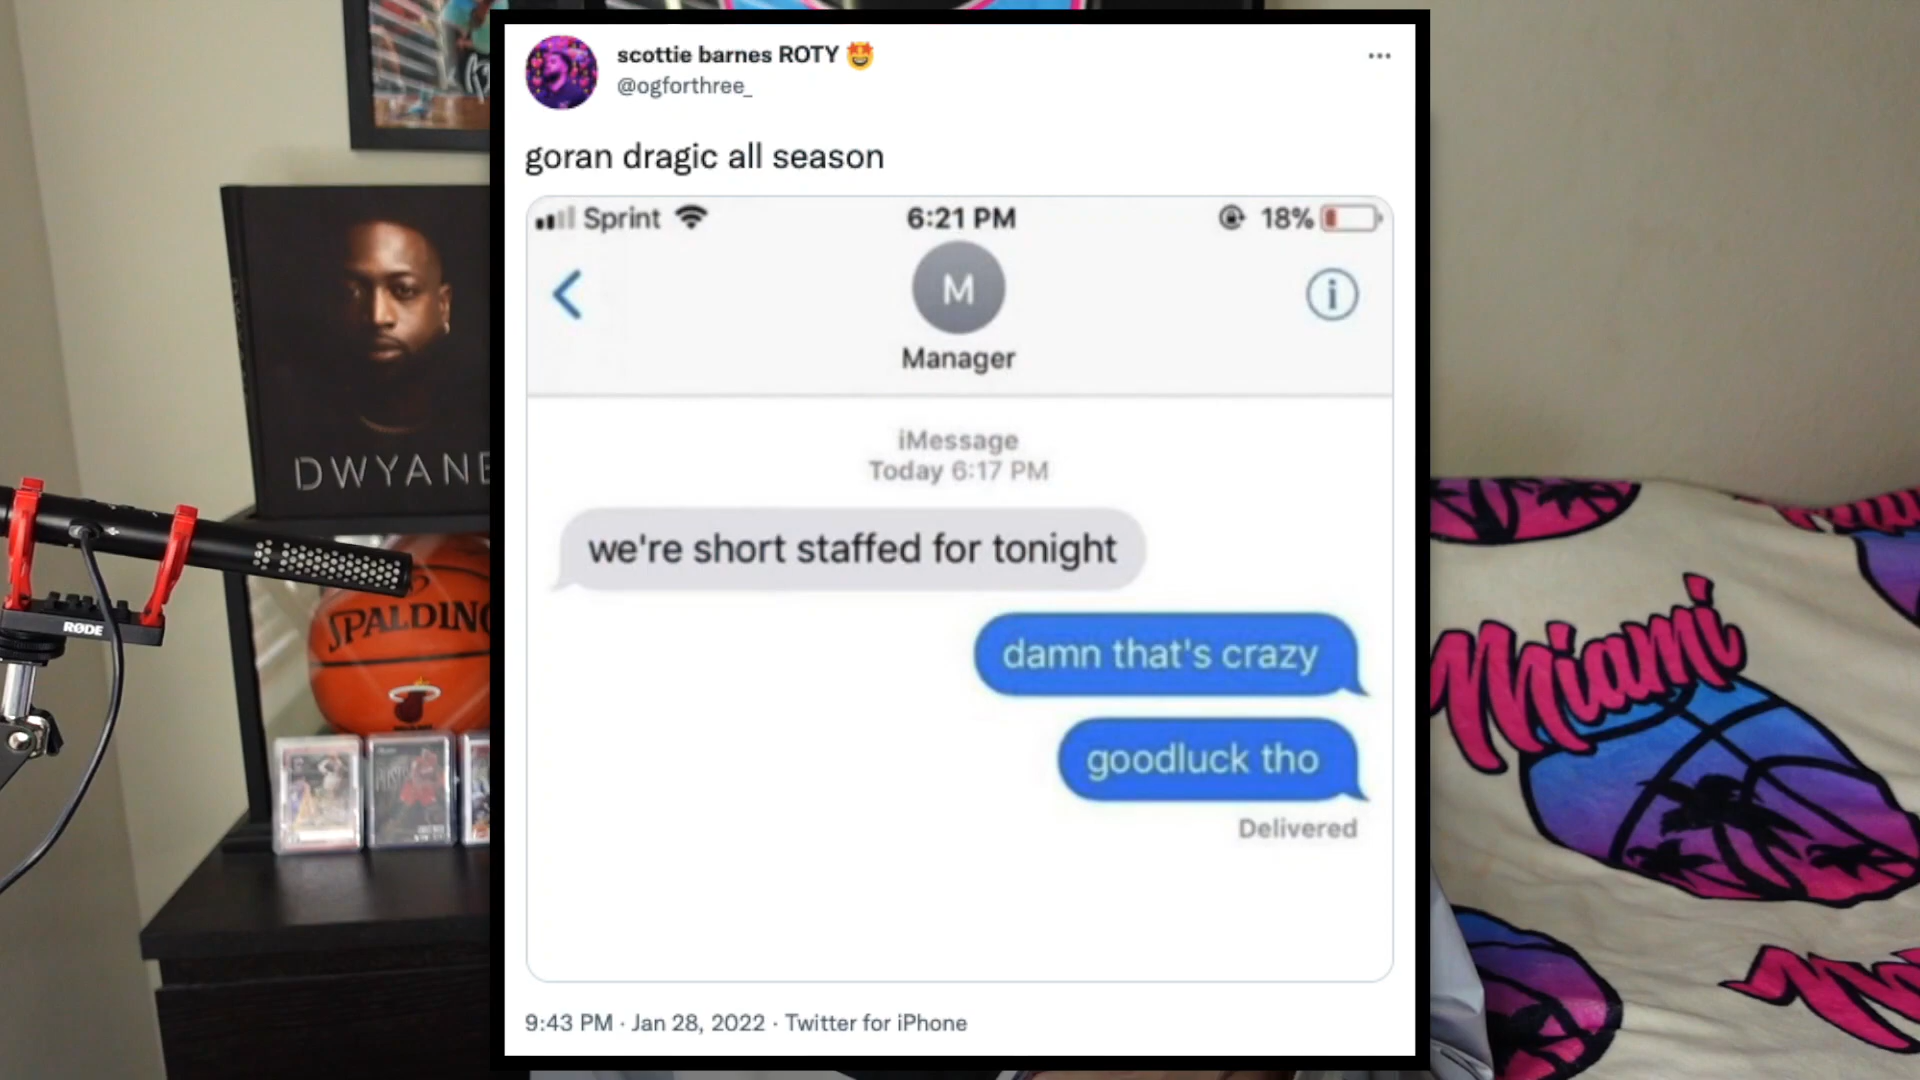 scottie barnes ROTY 🤩
@ogforthree_
goran dragic all season
Sprint 6:21 PM 18%
M
Manager
iMessage
Today 6:17 PM
we're short staffed for tonight
damn that's crazy
goodluck tho
Delivered
9:43 PM · Jan 28, 2022 · Twitter for iPhone
DWYANE
RØDE
SPALDING
Miami